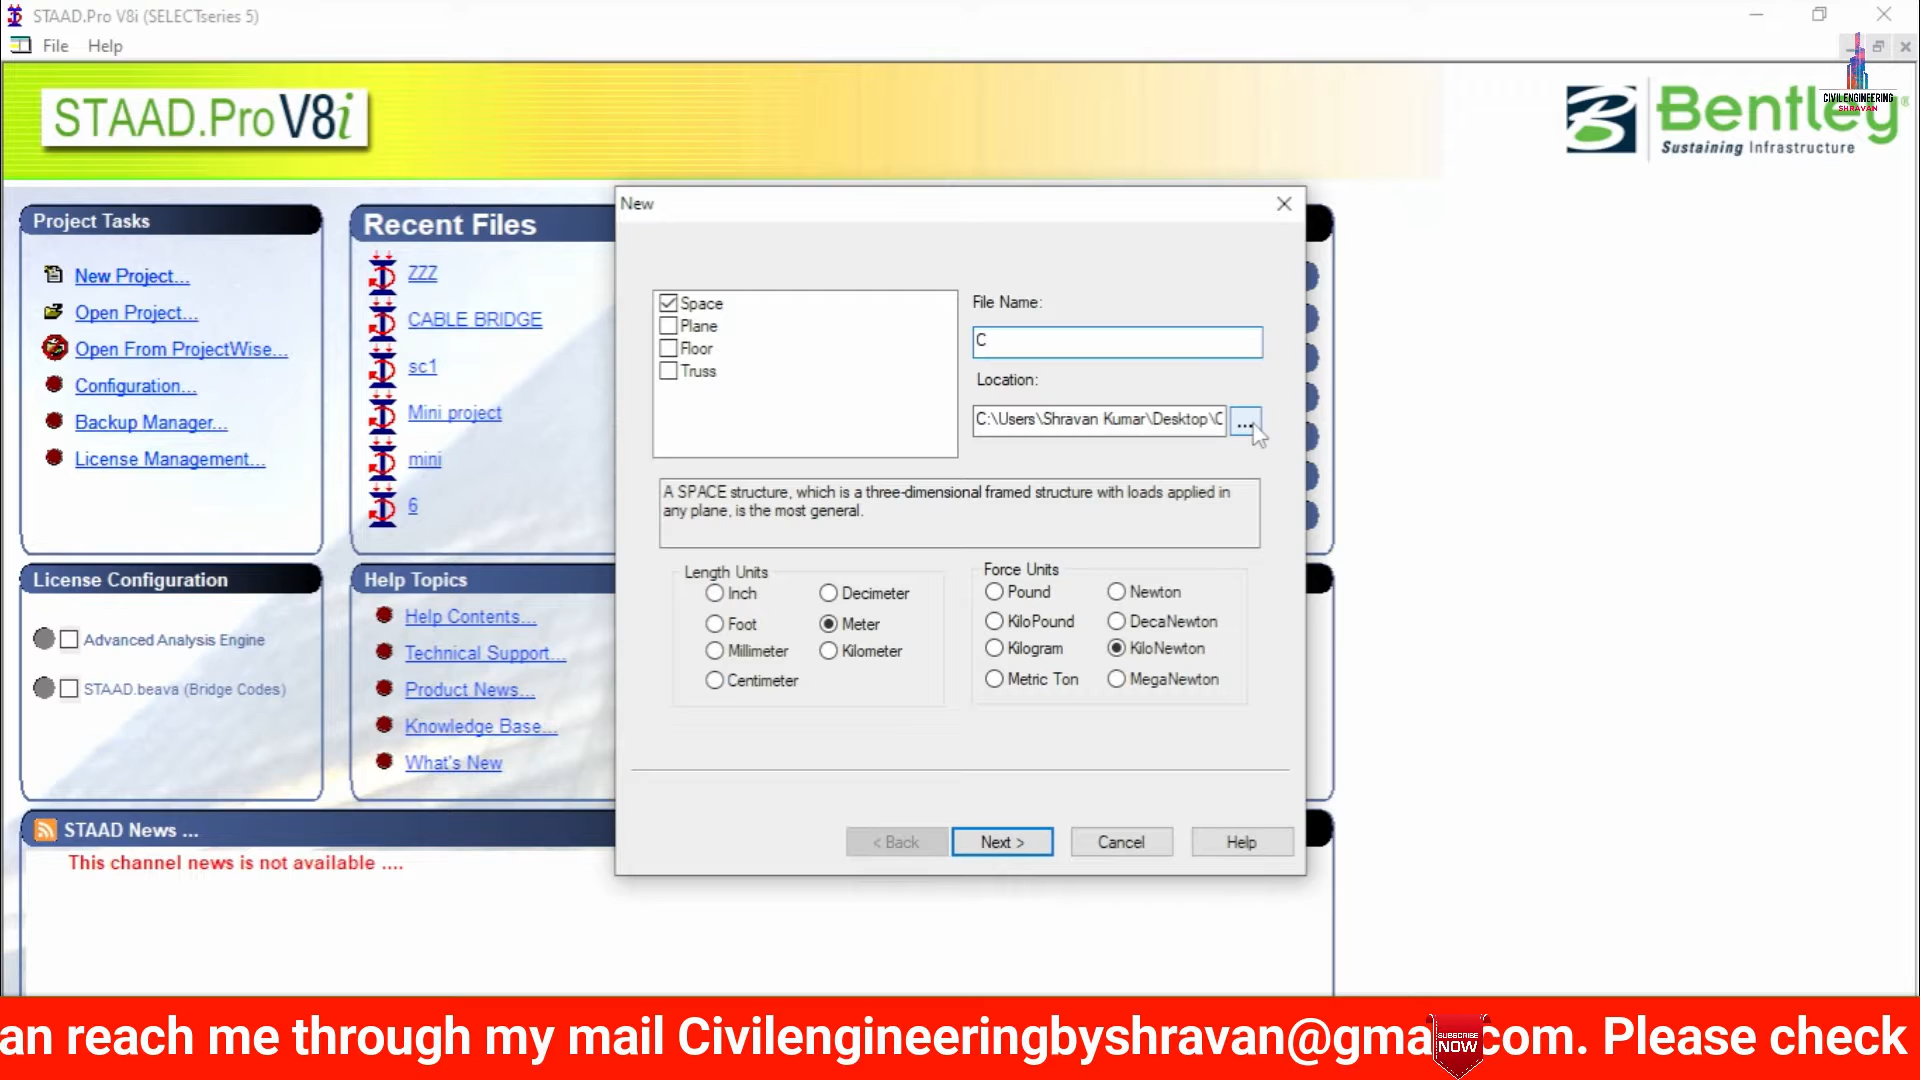 STAAD.Pro V8i (SELECTseries 5)
File Help
STAAD.Pro V8i
Bentley
Sustaining Infrastructure
CIVILENGINEERING
SHRAVAN
Project Tasks
New Project...
Open Project...
Open From ProjectWise...
Configuration...
Backup Manager...
License Management...
Recent Files
ZZZ
CABLE BRIDGE
sc1
Mini project
mini
6
License Configuration
Advanced Analysis Engine
STAAD.beava (Bridge Codes)
Help Topics
Help Contents...
Technical Support...
Product News...
Knowledge Base...
What's New
STAAD News ...
This channel news is not available ....
New
Space
Plane
Floor
Truss
File Name:
C
Location:
C:\Users\Shravan Kumar\Desktop\C
...
A SPACE structure, which is a three-dimensional framed structure with loads applied in
any plane, is the most general.
Length Units
Inch
Foot
Millimeter
Centimeter
Decimeter
Meter
Kilometer
Force Units
Pound
KiloPound
Kilogram
Metric Ton
Newton
DecaNewton
KiloNewton
MegaNewton
< Back
Next >
Cancel
Help
an reach me through my mail Civilengineeringbyshravan@gma com. Please check
SUBSCRIBE
NOW